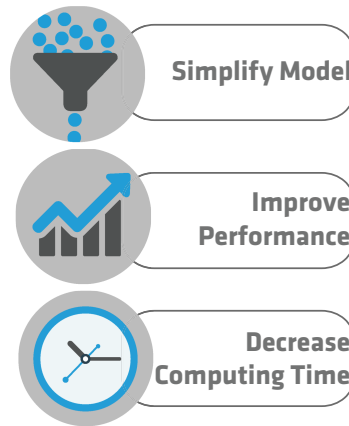 Simplify Model
Improve
Performance
Decrease
Computing Time